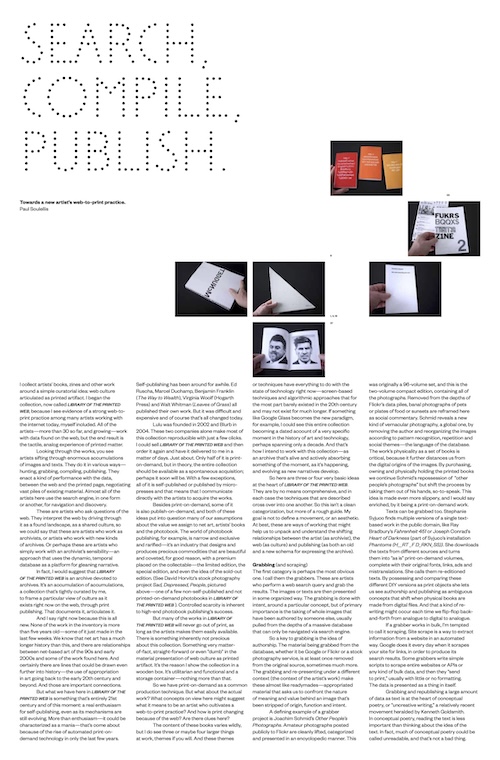 SEARCH,
COMPILE,
PUBLISH
Towards a new artist's web-to-print practice.
Paul Soulellis
FUKRS
BOOKS
ZINE
2
I collect artists' books, zines and other work
around a simple curatorial idea: web culture
articulated as printed artifact. I began the
collection, now called LIBRARY OF THE PRINTED
WEB, because I see evidence of a strong web-to-
print practice among many artists working with
the internet today, myself included. All of the
artists—more than 30 so far, and growing—work
with data found on the web, but the end result is
the tactile, analog experience of printed matter.
Looking through the works, you see
artists sifting through enormous accumulations
of images and texts. They do it in various ways—
hunting, grabbing, compiling, publishing. They
enact a kind of performance with the data,
between the web and the printed page, negotiating
vast piles of existing material. Almost all of the
artists here use the search engine, in one form
or another, for navigation and discovery.
These are artists who ask questions of the
web. They interpret the web by driving through
it as a found landscape, as a shared culture, so
we could say that these are artists who work as
archivists, or artists who work with new kinds
of archives. Or perhaps these are artists who
simply work with an archivist's sensibility—an
approach that uses the dynamic, temporal
database as a platform for gleaning narrative.
In fact, I would suggest that LIBRARY
OF THE PRINTED WEB is an archive devoted to
archives. It's an accumulation of accumulations,
a collection that's tightly curated by me,
to frame a particular view of culture as it
exists right now on the web, through print
publishing. That documents it, articulates it.
And I say right now because this is all
new. None of the work in the inventory is more
than five years old—some of it just made in the
last few weeks. We know that net art has a much
longer history than this, and there are relationships
between net-based art of the 90s and early
2000s and some of the work found here. And
certainly there are lines that could be drawn even
further into history—the use of appropriation
in art going back to the early 20th century and
beyond. And those are important connections.
But what we have here in LIBRARY OF
THE PRINTED WEB is something that's entirely 21st
century and of this moment: a real enthusiasm
for self publishing, even as its mechanisms are
still evolving. More than enthusiasm—it could be
characterized as a mania—that's come about
because of the rise of automated print-on-
demand technology in only the last few years.
Self-publishing has been around for awhile. Ed
Ruscha, Marcel Duchamp, Benjamin Franklin
(The Way to Wealth), Virginia Woolf (Hogarth
Press) and Walt Whitman (Leaves of Grass) all
published their own work. But it was difficult and
expensive and of course that's all changed today.
Lulu was founded in 2002 and Blurb in
2004. These two companies alone make most of
this collection reproducible with just a few clicks.
I could sell LIBRARY OF THE PRINTED WEB and then
order it again and have it delivered to me in a
matter of days. Just about. Only half of it is print-
on-demand, but in theory, the entire collection
should be available as a spontaneous acquisition;
perhaps it soon will be. With a few exceptions,
all of it is self published or published by micro-
presses and that means that I communicate
directly with the artists to acquire the works.
Besides print-on-demand, some of it
is also publish-on-demand, and both of these
ideas put into question many of our assumptions
about the value we assign to net art, artists' books
and the photobook. The world of photobook
publishing, for example, is narrow and exclusive
and rarified—it's an industry that designs and
produces precious commodities that are beautiful
and coveted, for good reason, with a premium
placed on the collectable—the limited edition, the
special edition, and even the idea of the sold-out
edition. (See David Horvitz's stock photography
project Sad, Depressed, People, pictured
above—one of a few non-self published and not
printed-on-demand photobooks in LIBRARY OF THE
PRINTED WEB.) Controlled scarcity is inherent
to high-end photobook publishing's success.
But many of the works in LIBRARY OF
THE PRINTED WEB will never go out of print, as
long as the artists makes them easily available.
There is something inherently not precious
about this collection. Something very matter-
of-fact, straight forward or even "dumb" in the
material presentation of web culture as printed
artifact. It's the reason I show the collection in a
wooden box. It's utilitarian and functional and a
storage container—nothing more than that.
So we have print-on-demand as a common
production technique. But what about the actual
work? What concepts on view here might suggest
what it means to be an artist who cultivates a
web-to-print practice? And how is print changing
because of the web? Are there clues here?
The content of these books varies wildly,
but I do see three or maybe four larger things
at work, themes if you will. And these themes
or techniques have everything to do with the
state of technology right now—screen-based
techniques and algorithmic approaches that for
the most part barely existed in the 20th century
and may not exist for much longer. If something
like Google Glass becomes the new paradigm,
for example, I could see this entire collection
becoming a dated account of a very specific
moment in the history of art and technology,
perhaps spanning only a decade. And that's
how I intend to work with this collection—as
an archive that's alive and actively absorbing
something of the moment, as it's happening,
and evolving as new narratives develop.
So here are three or four very basic ideas
at the heart of LIBRARY OF THE PRINTED WEB.
They are by no means comprehensive, and in
each case the techniques that are described
cross over into one another. So this isn't a clean
categorization, but more of a rough guide. My
goal is not to define a movement, or an aesthetic.
At best, these are ways of working that might
help us to unpack and understand the shifting
relationships between the artist (as archivist), the
web (as culture) and publishing (as both an old
and a new schema for expressing the archive).
Grabbing (and scraping)
The first category is perhaps the most obvious
one. I call them the grabbers. These are artists
who perform a web search query and grab the
results. The images or texts are then presented
in some organized way. The grabbing is done with
intent, around a particular concept, but of primary
importance is the taking of whole images that
have been authored by someone else, usually
pulled from the depths of a massive database
that can only be navigated via search engine.
So a key to grabbing is the idea of
authorship. The material being grabbed from the
database, whether it be Google or Flickr or a stock
photography service, is at least once removed
from the original source, sometimes much more.
The grabbing and re-presenting under a different
context (the context of the artist's work) make
these almost like readymades—appropriated
material that asks us to confront the nature
of meaning and value behind an image that's
been stripped of origin, function and intent.
A defining example of a grabber
project is Joachim Schmid's Other People's
Photographs. Amateur photographs posted
publicly to Flickr are cleanly lifted, categorized
and presented in an encyclopedic manner. This
was originally a 96-volume set, and this is the
two-volume compact edition, containing all of
the photographs. Removed from the depths of
Flickr's data piles, banal photographs of pets
or plates of food or sunsets are reframed here
as social commentary. Schmid reveals a new
kind of vernacular photography, a global one, by
removing the author and reorganizing the images
according to pattern recognition, repetition and
social themes—the language of the database.
The work's physicality as a set of books is
critical, because it further distances us from
the digital origins of the images. By purchasing,
owning and physically holding the printed books
we continue Schmid's repossession of "other
people's photographs" but shift the process by
taking them out of his hands, so-to-speak. This
idea is made even more slippery, and I would say
enriched, by it being a print-on-demand work.
Texts can be grabbed too. Stephanie
Syjuco finds multiple versions of a single text-
based work in the public domain, like Ray
Bradbury's Fahrenheit 451 or Joseph Conrad's
Heart of Darkness (part of Syjuco's installation
She downloads
the texts from different sources and turns
them into "as is" print-on-demand volumes,
complete with their original fonts, links, ads and
mistranslations. She calls them re-editioned
texts. By possessing and comparing these
different DIY versions as print objects she lets
us see authorship and publishing as ambiguous
concepts that shift when physical books are
made from digital files. And that a kind of re-
writing might occur each time we flip-flop back-
and-forth from analogue to digital to analogue.
If a grabber works in bulk, I'm tempted
to call it scraping. Site scrape is a way to extract
information from a website in an automated
way. Google does it every day when it scrapes
your site for links, in order to produce its
search results. Some grabbers write simple
scripts to scrape entire websites or APIs or
any kind of bulk data, and then they "send
to print," usually with little or no formatting.
The data is presented as a thing in itself.
Grabbing and republishing a large amount
of data as text is at the heart of conceptual
poetry, or "uncreative writing," a relatively recent
movement heralded by Kenneth Goldsmith.
In conceptual poetry, reading the text is less
important than thinking about the idea of the
text. In fact, much of conceptual poetry could be
called unreadable, and that's not a bad thing.